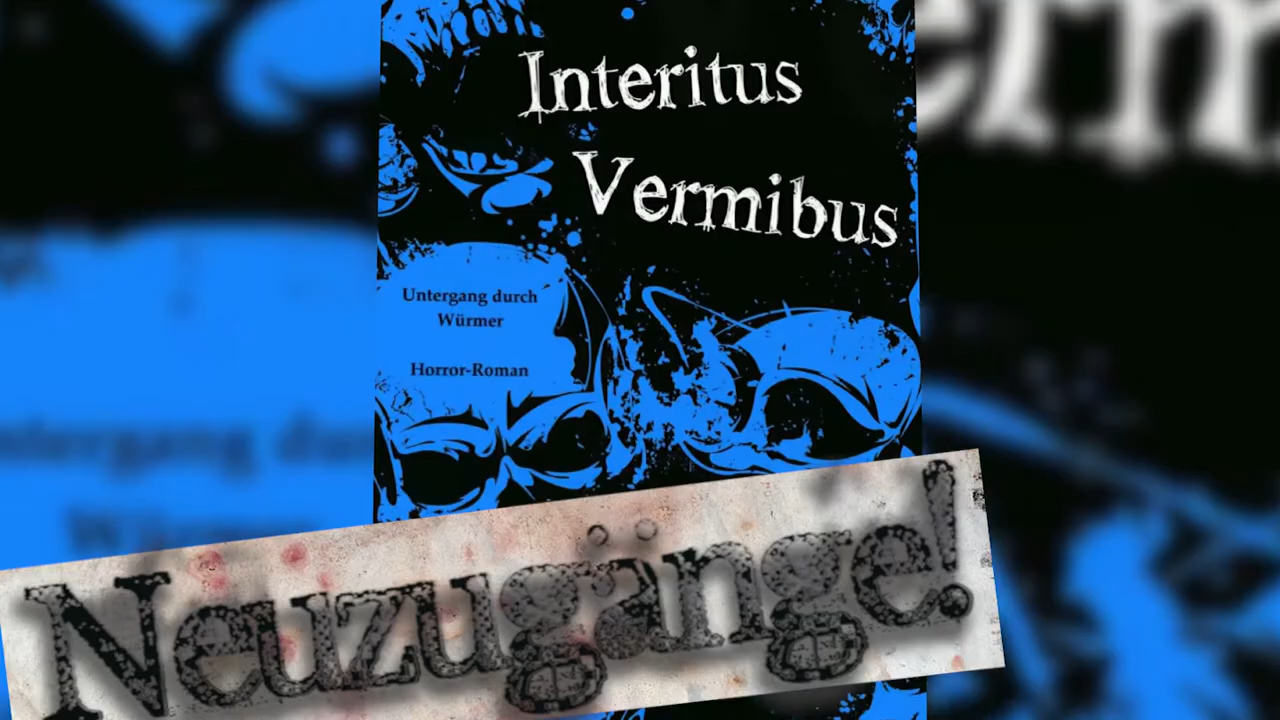 Interitus
Vermibus
Untergang durch
Würmer
Horror-Roman
Neuzugänge!